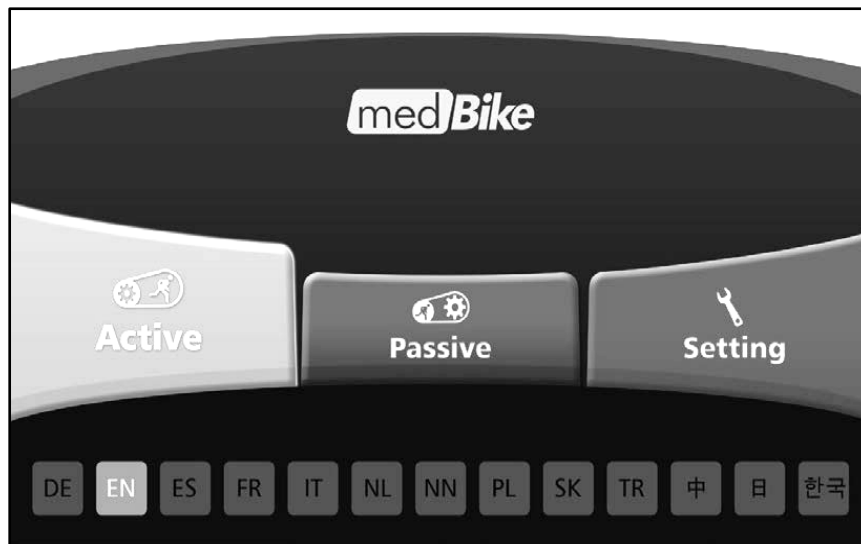 medBike
Active
Passive
Setting
DE EN ES FR IT NL NN PL SK TR 中 日 한국